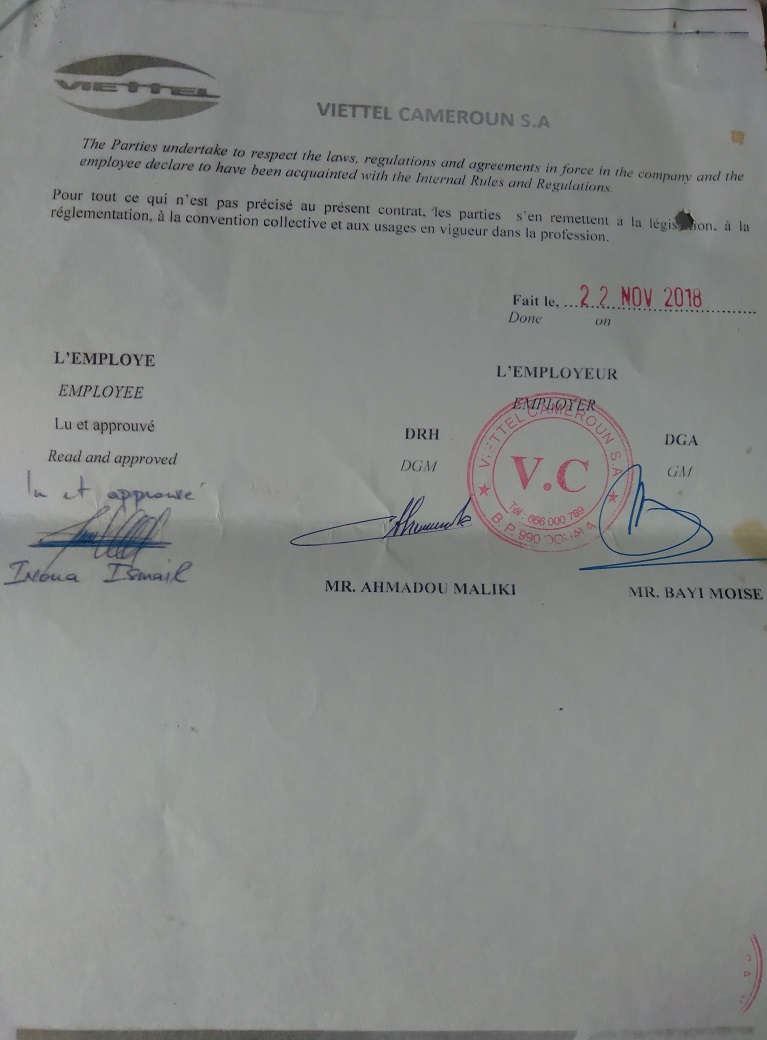 VIETTEL
VIETTEL CAMEROUN S.A
The Parties undertake to respect the laws, regulations and agreements in force in the company and the
employee declare to have been acquainted with the Internal Rules and Regulations.
Pour tout ce qui n'est pas précisé au présent contrat, les parties s'en remettent a la législation, à la
réglementation, à la convention collective et aux usages en vigueur dans la profession.
Fait le, ...22 NOV 2018
Done on
L'EMPLOYE
L'EMPLOYEUR
EMPLOYEE
EMPLOYER
Lu et approuvé
DRH
DGA
Read and approved
DGM
GM
VIETTEL CAMEROUN S.A
V.C
Tél : 666 000 789
B.P. 990 DOUALA
lu et approuvé
Inoua Ismail
MR. AHMADOU MALIKI
MR. BAYI MOISE